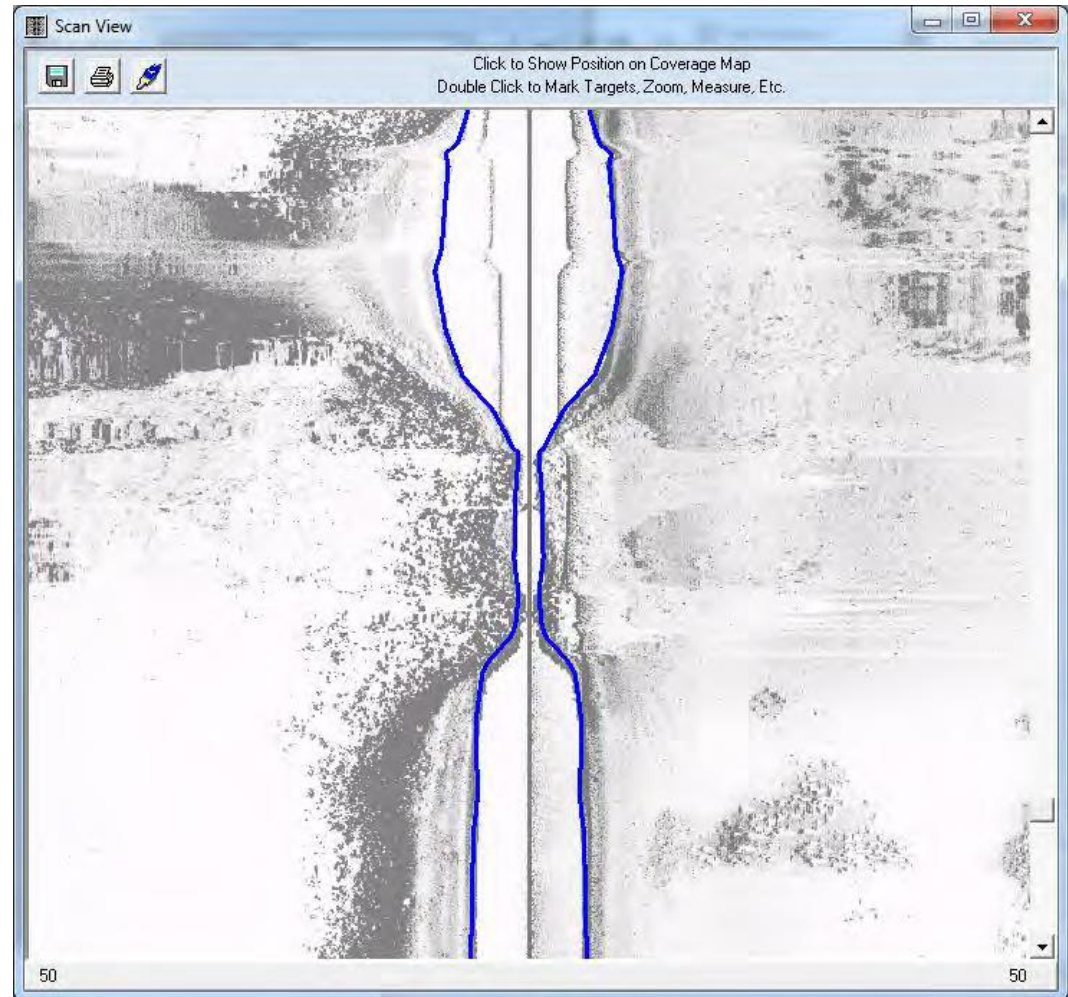 Scan View
Click to Show Position on Coverage Map
Double Click to Mark Targets, Zoom, Measure, Etc.
50
50